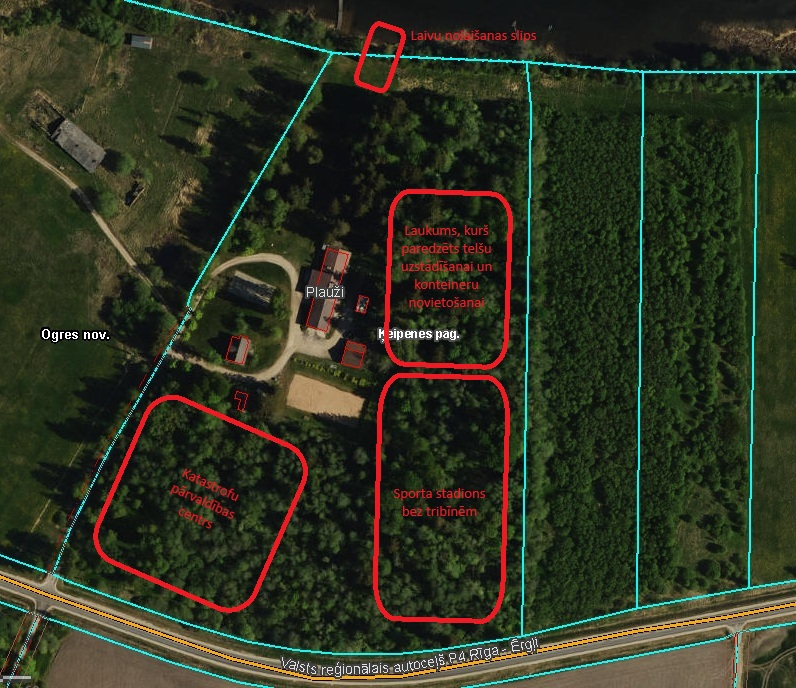 Laivu nolaišanas slips
Laukums, kurš
paredzēts telšu
uzstādīšanai un
konteineru
novietošanai
Plauži
Ogres nov.
Ķeipenes pag.
Katastrofu
pārvaldības
centrs
Sporta stadions
bez tribīnēm
Valsts reģionālais autoceļš P4 Rīga - Ērgļi